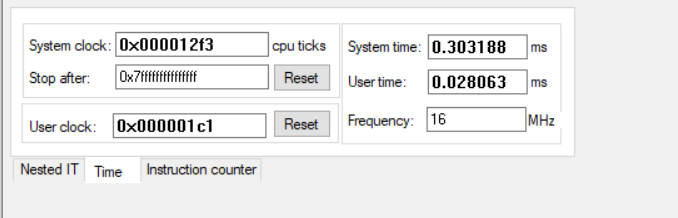 System clock: 0x000012f3 cpu ticks
Stop after: 0x7ffffffffffffff Reset
User clock: 0x000001c1 Reset
System time: 0.303188 ms
User time: 0.028063 ms
Frequency: 16 MHz
Nested IT Time Instruction counter